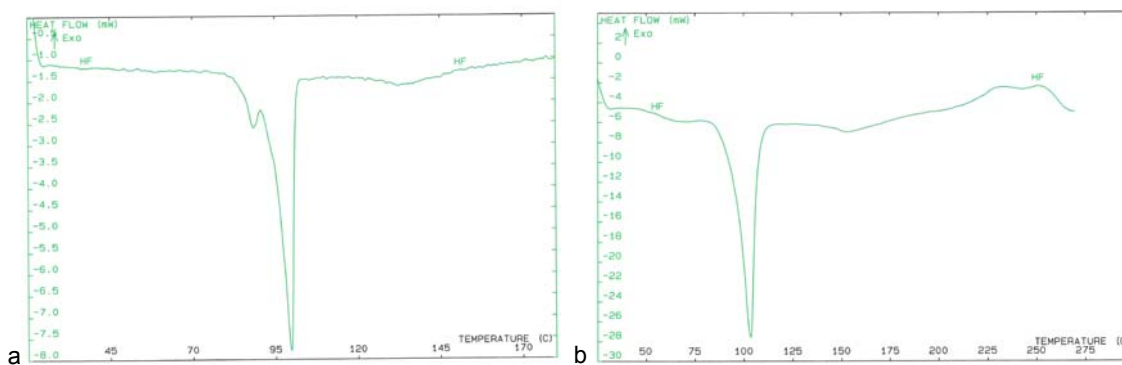 HEAT FLOW (mW)
-0.5
Exo
-1.0
HF
HF
-1.5
-2.0
-2.5
-3.0
-3.5
-4.0
-4.5
-5.0
-5.5
-6.0
-6.5
-7.0
-7.5
TEMPERATURE (C)
-8.0
45 70 95 120 145 170
a
HEAT FLOW (mW)
2
Exo
0
-2
HF
-4
HF
-6
-8
-10
-12
-14
-16
-18
-20
-22
-24
-26
-28
TEMPERATURE (C
-30
50 75 100 125 150 175 200 225 250 275
b